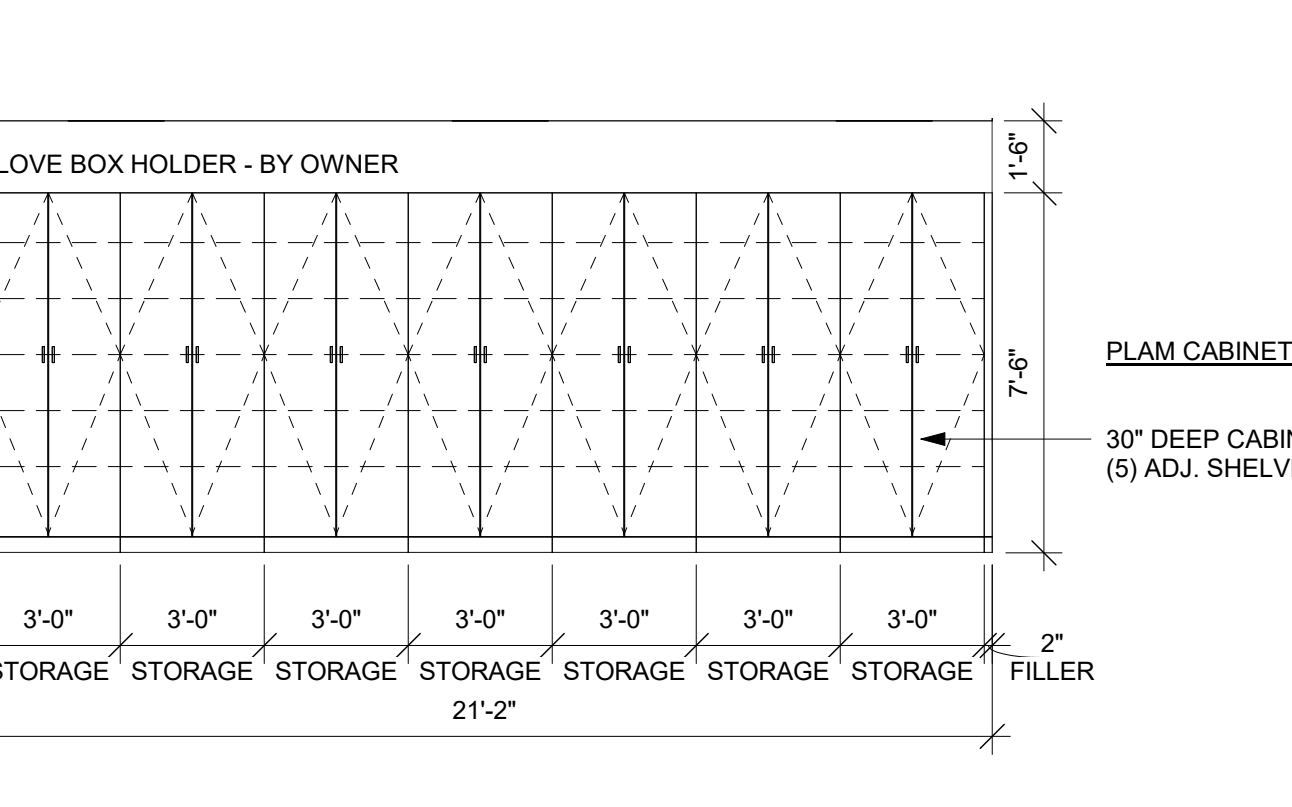 LOVE BOX HOLDER - BY OWNER
1'-6"
7'-6"
PLAM CABINET
30" DEEP CABIN
(5) ADJ. SHELV
3'-0" 3'-0" 3'-0" 3'-0" 3'-0" 3'-0" 3'-0"
2"
STORAGE STORAGE STORAGE STORAGE STORAGE STORAGE STORAGE FILLER
21'-2"